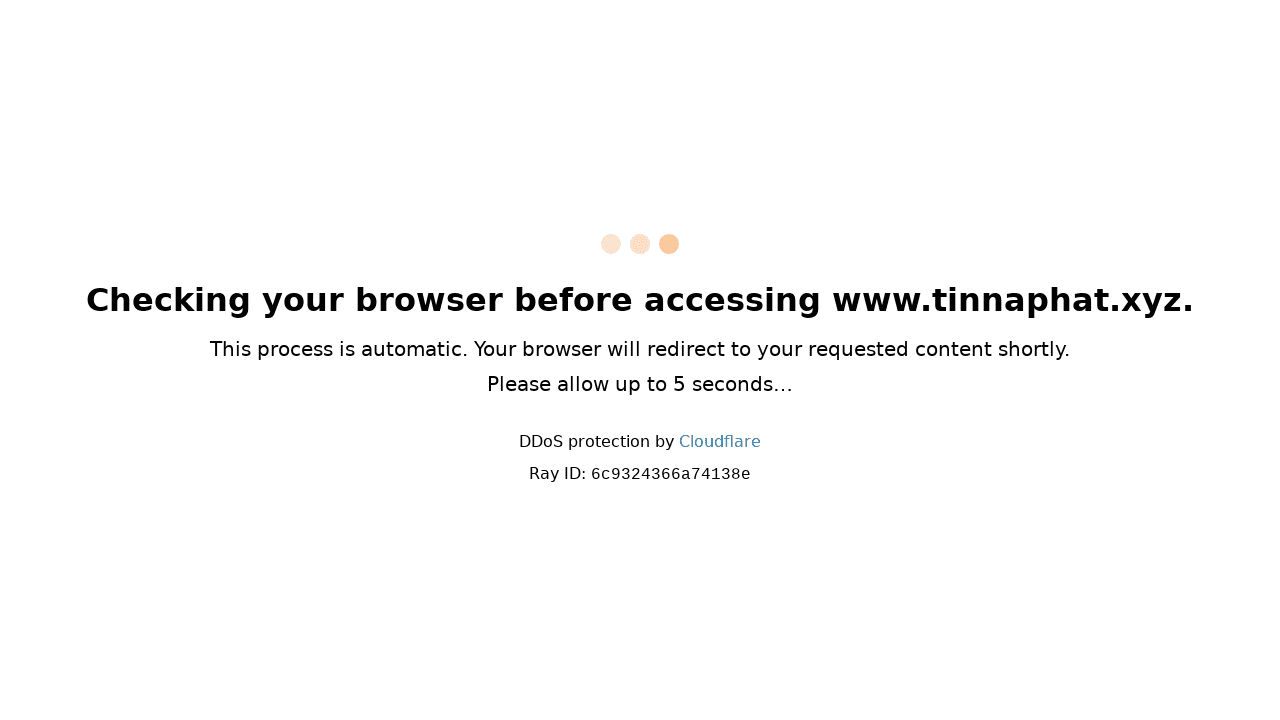 Checking your browser before accessing www.tinnaphat.xyz.
This process is automatic. Your browser will redirect to your requested content shortly.
Please allow up to 5 seconds…
DDoS protection by Cloudflare
Ray ID: 6c9324366a74138e